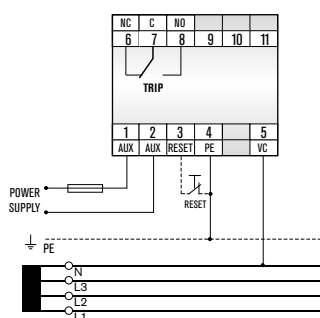 NC C NO
6 7 8 9 10 11
TRIP
1 2 3 4 5
AUX AUX RESET PE VC
POWER
SUPPLY
RESET
PE
N
L3
L2
L1